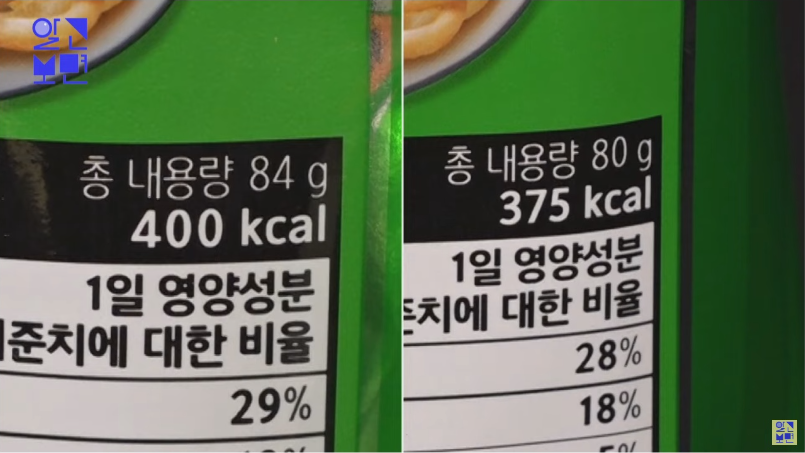 알고
보면
총 내용량 84 g
400 kcal
1일 영양성분
준치에 대한 비율
29%
총 내용량 80 g
375 kcal
1일 영양성분
준치에 대한 비율
28%
18%
5%